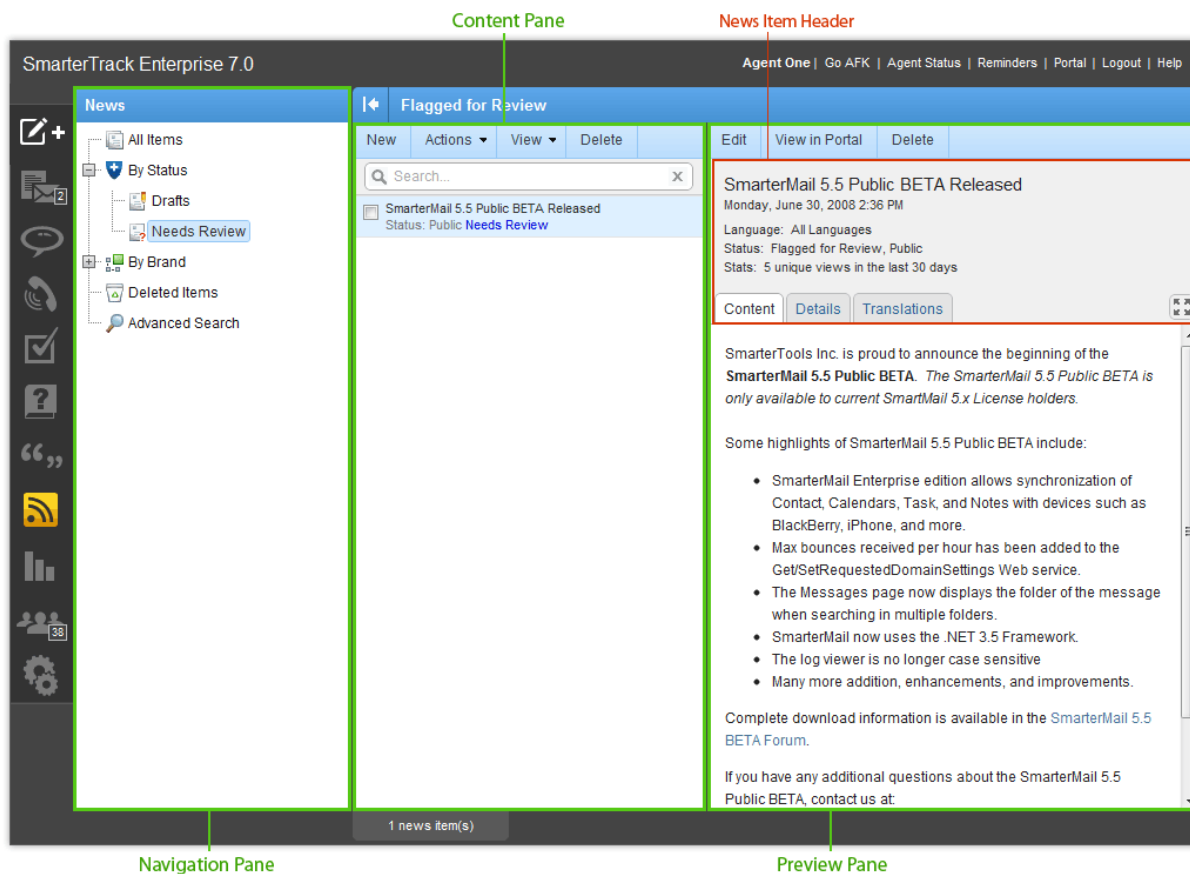 Content Pane
News Item Header
SmarterTrack Enterprise 7.0
Agent One | Go AFK | Agent Status | Reminders | Portal | Logout | Help
News
All Items
By Status
Drafts
Needs Review
By Brand
Deleted Items
Advanced Search
2
38
Flagged for Review
New Actions View Delete
Search... x
SmarterMail 5.5 Public BETA Released
Status: Public Needs Review
Edit View in Portal Delete
SmarterMail 5.5 Public BETA Released
Monday, June 30, 2008 2:36 PM
Language: All Languages
Status: Flagged for Review, Public
Stats: 5 unique views in the last 30 days
Content Details Translations
SmarterTools Inc. is proud to announce the beginning of the
SmarterMail 5.5 Public BETA. The SmarterMail 5.5 Public BETA is
only available to current SmartMail 5.x License holders.
Some highlights of SmarterMail 5.5 Public BETA include:
• SmarterMail Enterprise edition allows synchronization of
Contact, Calendars, Task, and Notes with devices such as
BlackBerry, iPhone, and more.
• Max bounces received per hour has been added to the
Get/SetRequestedDomainSettings Web service.
• The Messages page now displays the folder of the message
when searching in multiple folders.
• SmarterMail now uses the .NET 3.5 Framework.
• The log viewer is no longer case sensitive
• Many more addition, enhancements, and improvements.
Complete download information is available in the SmarterMail 5.5
BETA Forum.
If you have any additional questions about the SmarterMail 5.5
Public BETA, contact us at:
1 news item(s)
Navigation Pane
Preview Pane